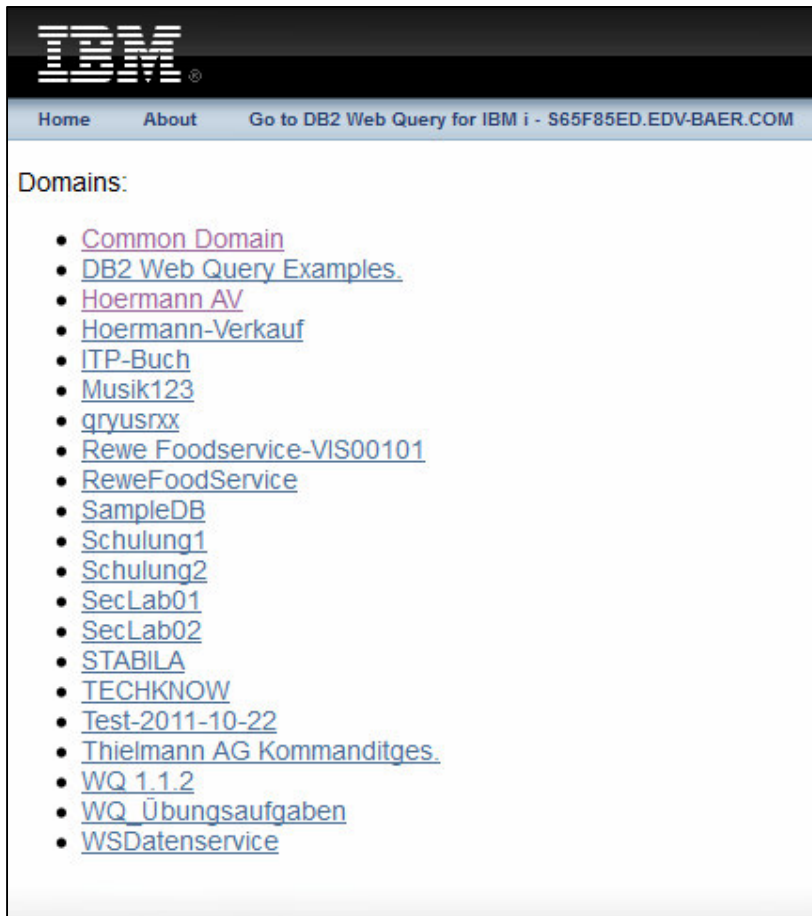 IBM®
Home About Go to DB2 Web Query for IBM i - S65F85ED.EDV-BAER.COM
Domains:
• Common Domain
• DB2 Web Query Examples.
• Hoermann AV
• Hoermann-Verkauf
• ITP-Buch
• Musik123
• qryusrxx
• Rewe Foodservice-VIS00101
• ReweFoodService
• SampleDB
• Schulung1
• Schulung2
• SecLab01
• SecLab02
• STABILA
• TECHKNOW
• Test-2011-10-22
• Thielmann AG Kommanditges.
• WQ 1.1.2
• WQ_Übungsaufgaben
• WSDatenservice